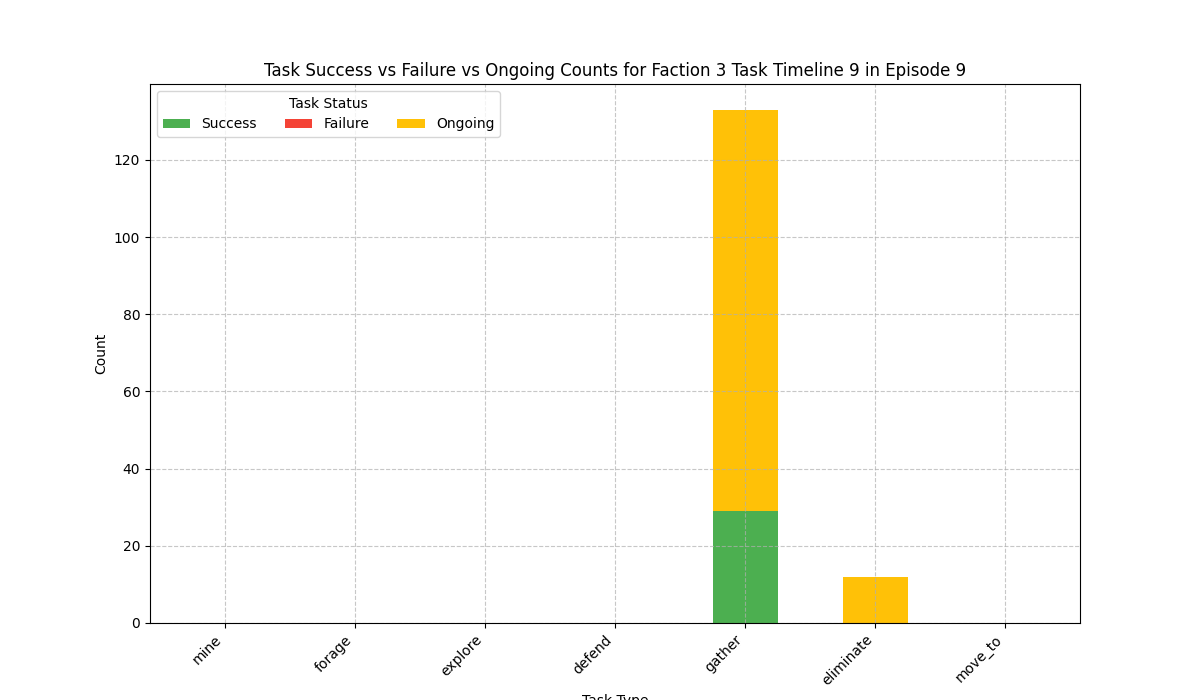 Task Success vs Failure vs Ongoing Counts for Faction 3 Task Timeline 9 in Episode 9
Task Status
Success Failure Ongoing
Count
120
100
80
60
40
20
0
mine
forage
explore
defend
gather
eliminate
move_to
Task Type